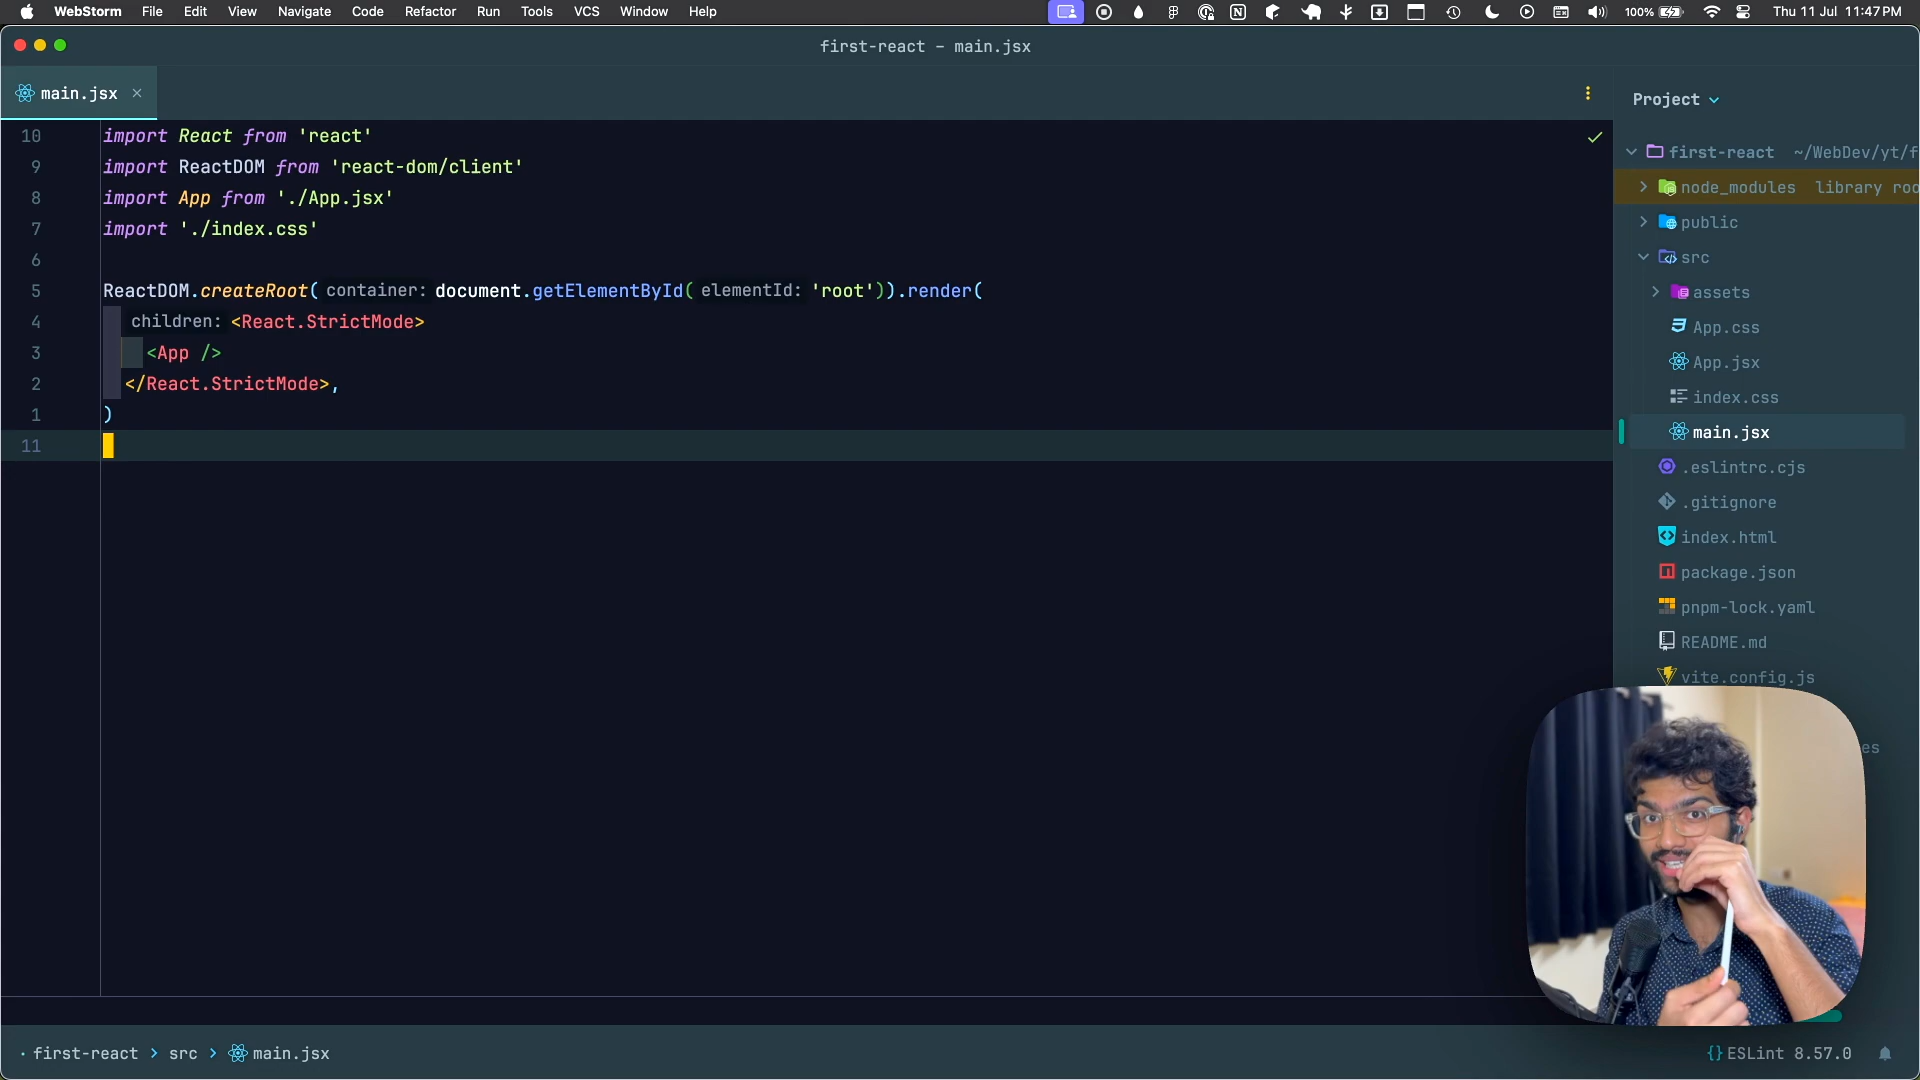 WebStorm File Edit View Navigate Code Refactor Run Tools VCS Window Help 100% Thu 11 Jul 11:47 PM
first-react – main.jsx
main.jsx
Project
10 import React from 'react'
9 import ReactDOM from 'react-dom/client'
8 import App from './App.jsx'
7 import './index.css'
6
5 ReactDOM.createRoot( container: document.getElementById( elementId: 'root')).render(
4 children: <React.StrictMode>
3 <App />
2 </React.StrictMode>,
1 )
11
first-react ~/WebDev/yt/f
node_modules library roo
public
src
assets
App.css
App.jsx
index.css
main.jsx
.eslintrc.cjs
.gitignore
index.html
package.json
pnpm-lock.yaml
README.md
vite.config.js
es
first-react > src > main.jsx
{} ESLint 8.57.0